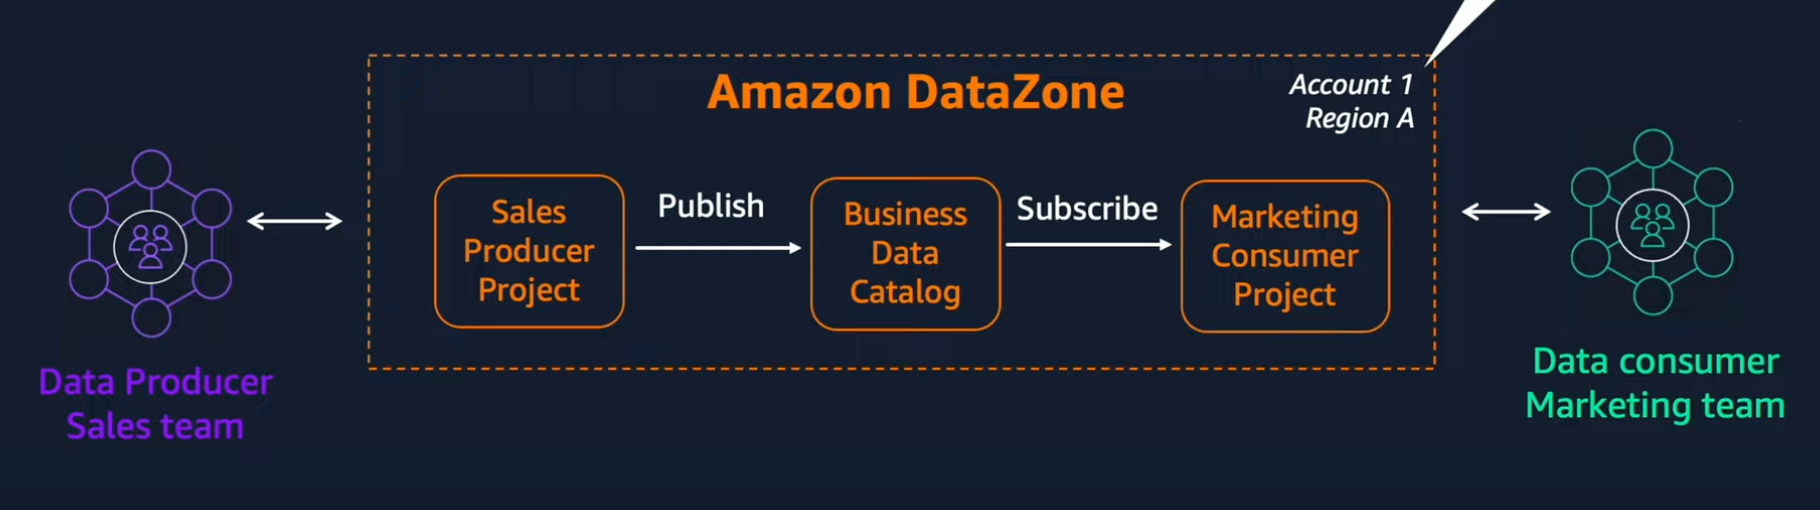 Amazon DataZone
Account 1
Region A
Sales
Producer
Project
Publish
Business
Data
Catalog
Subscribe
Marketing
Consumer
Project
Data Producer
Sales team
Data consumer
Marketing team